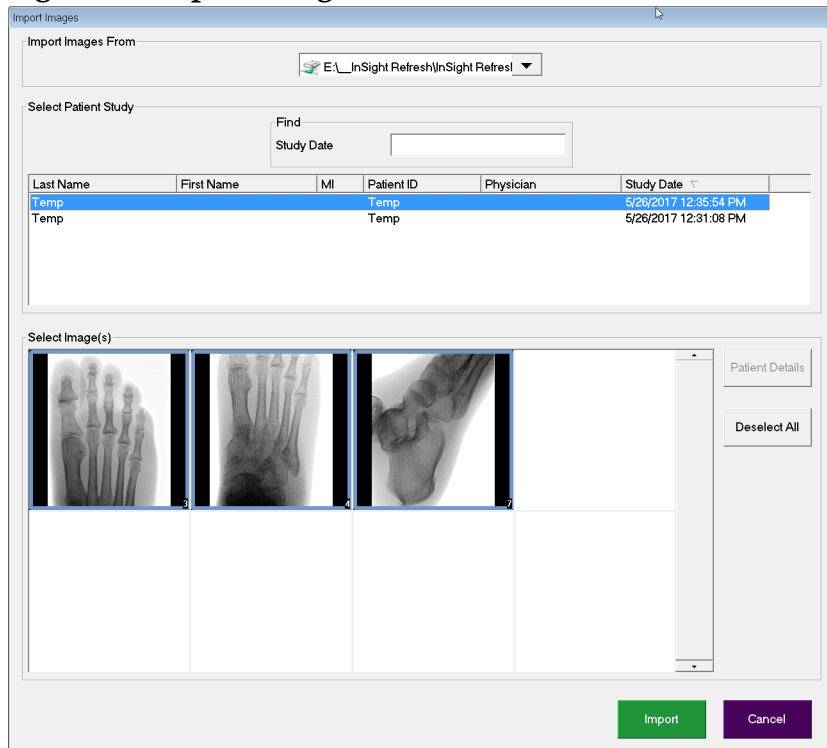 Import Images
Import Images From
E:\__InSight Refresh\InSight Refresl
Select Patient Study
Find
Study Date
Last Name First Name MI Patient ID Physician Study Date
Temp Temp 5/26/2017 12:35:54 PM
Temp Temp 5/26/2017 12:31:08 PM
Select Image(s)
3 4 7
Patient Details
Deselect All
Import Cancel